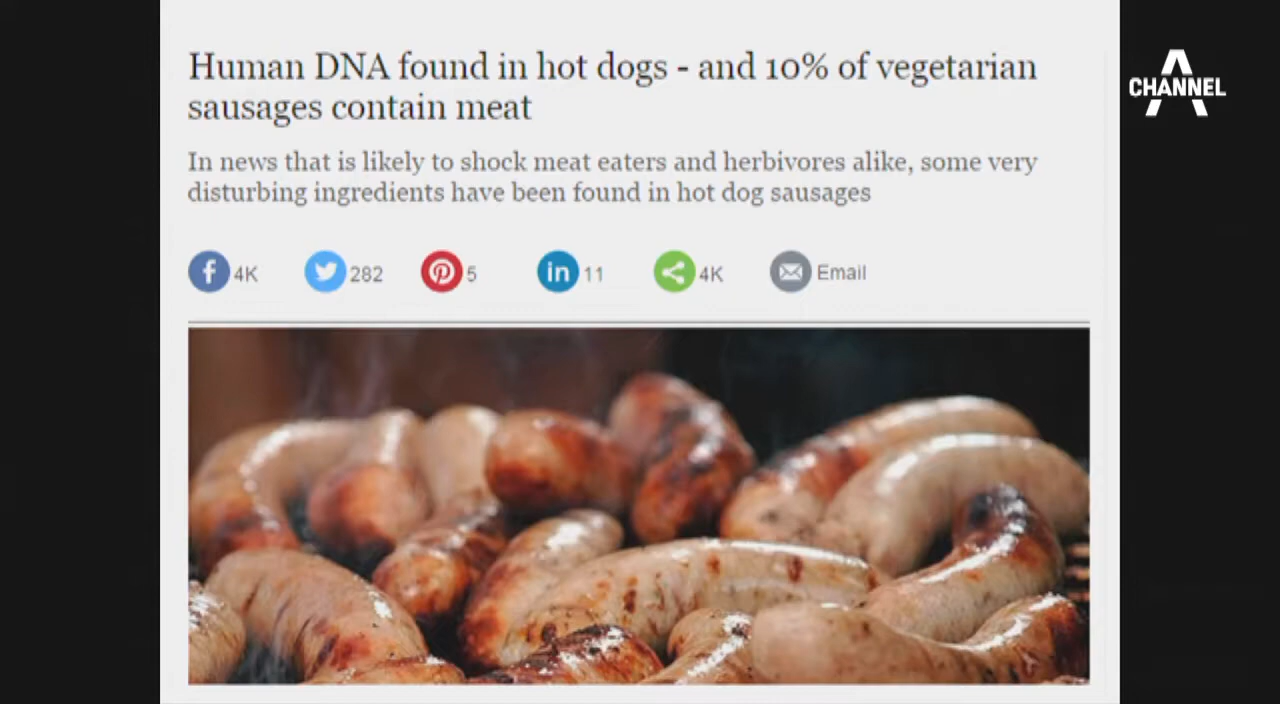 Human DNA found in hot dogs - and 10% of vegetarian
sausages contain meat
In news that is likely to shock meat eaters and herbivores alike, some very
disturbing ingredients have been found in hot dog sausages
f 4K 282 5 in 11 4K Email
CHANNEL A